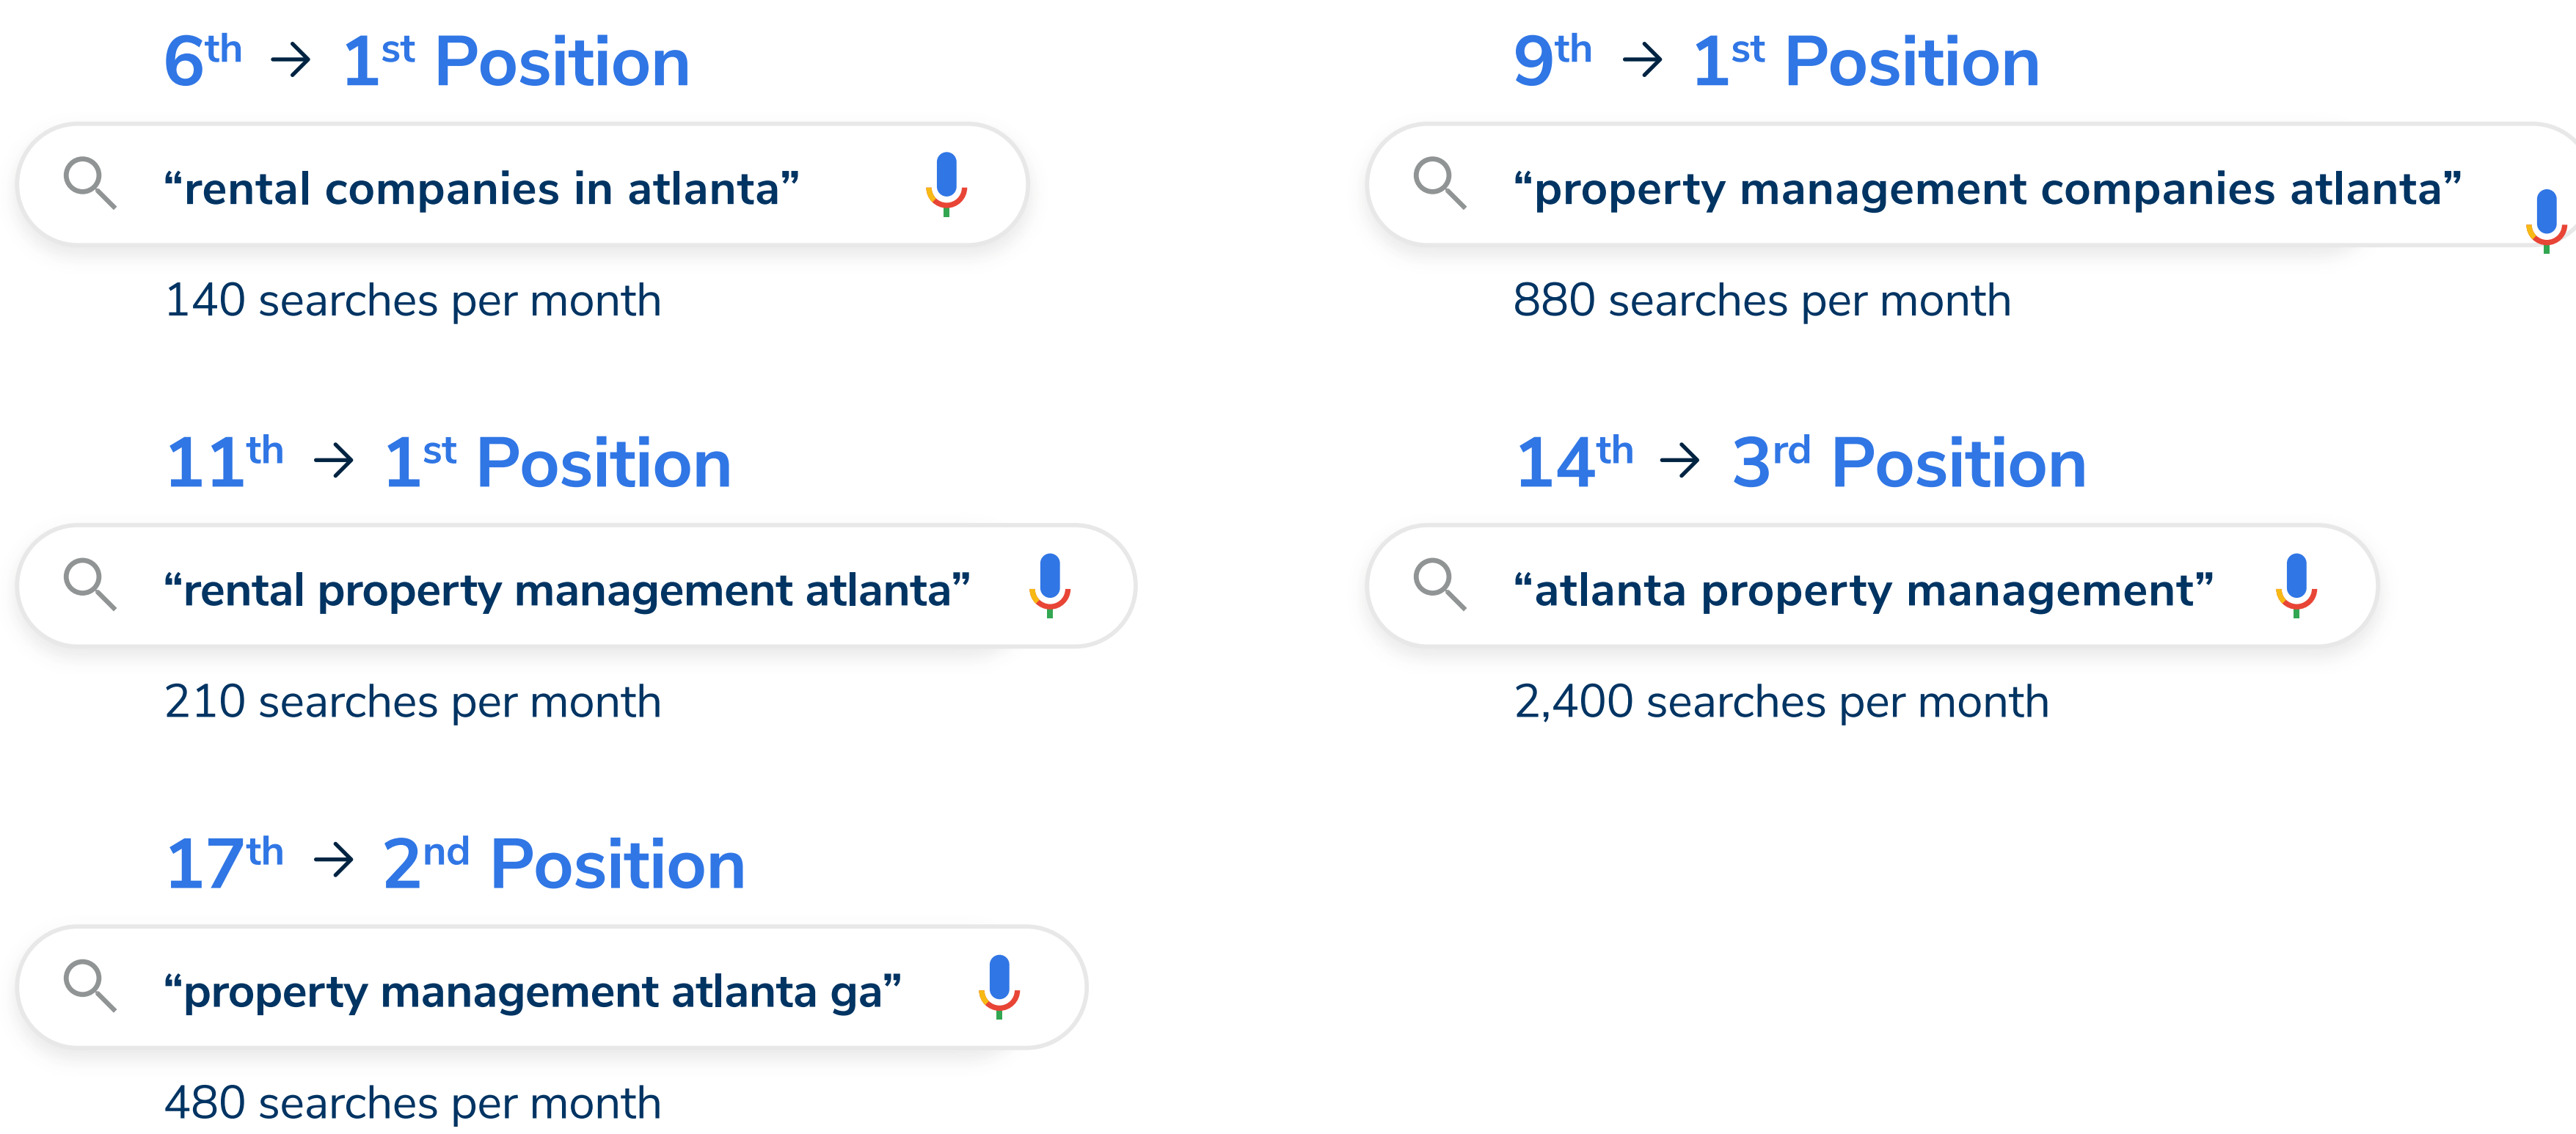 6th → 1st Position
“rental companies in atlanta”
140 searches per month
9th → 1st Position
“property management companies atlanta”
880 searches per month
11th → 1st Position
“rental property management atlanta”
210 searches per month
14th → 3rd Position
“atlanta property management”
2,400 searches per month
17th → 2nd Position
“property management atlanta ga”
480 searches per month